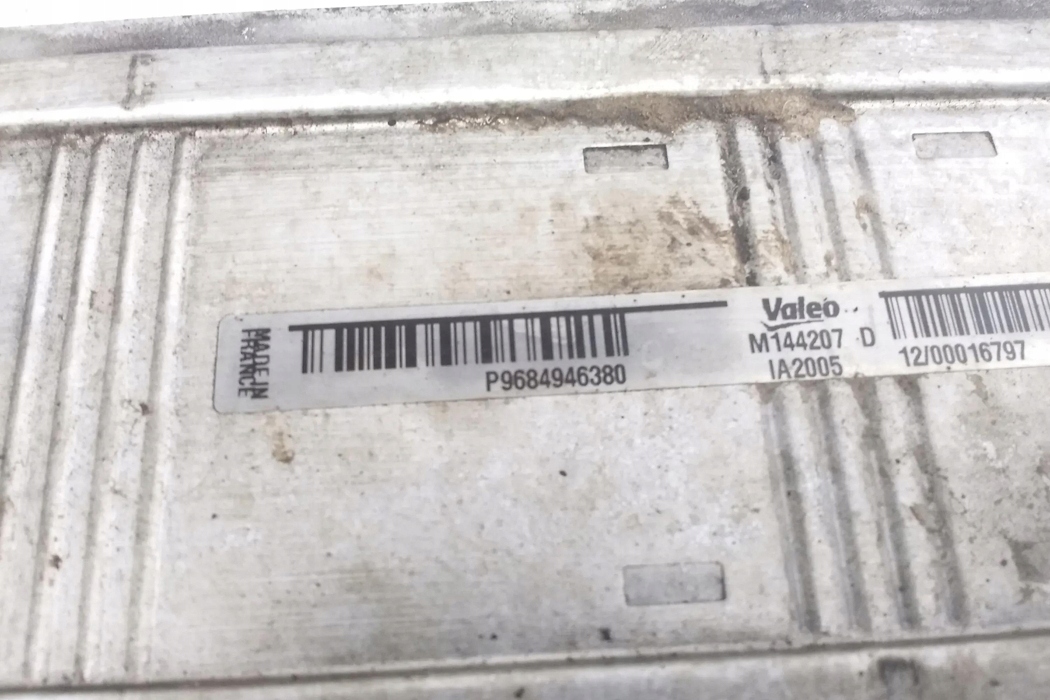 MADE IN
FRANCE
P9684946380
Valeo
M144207 D
IA2005
12/00016797